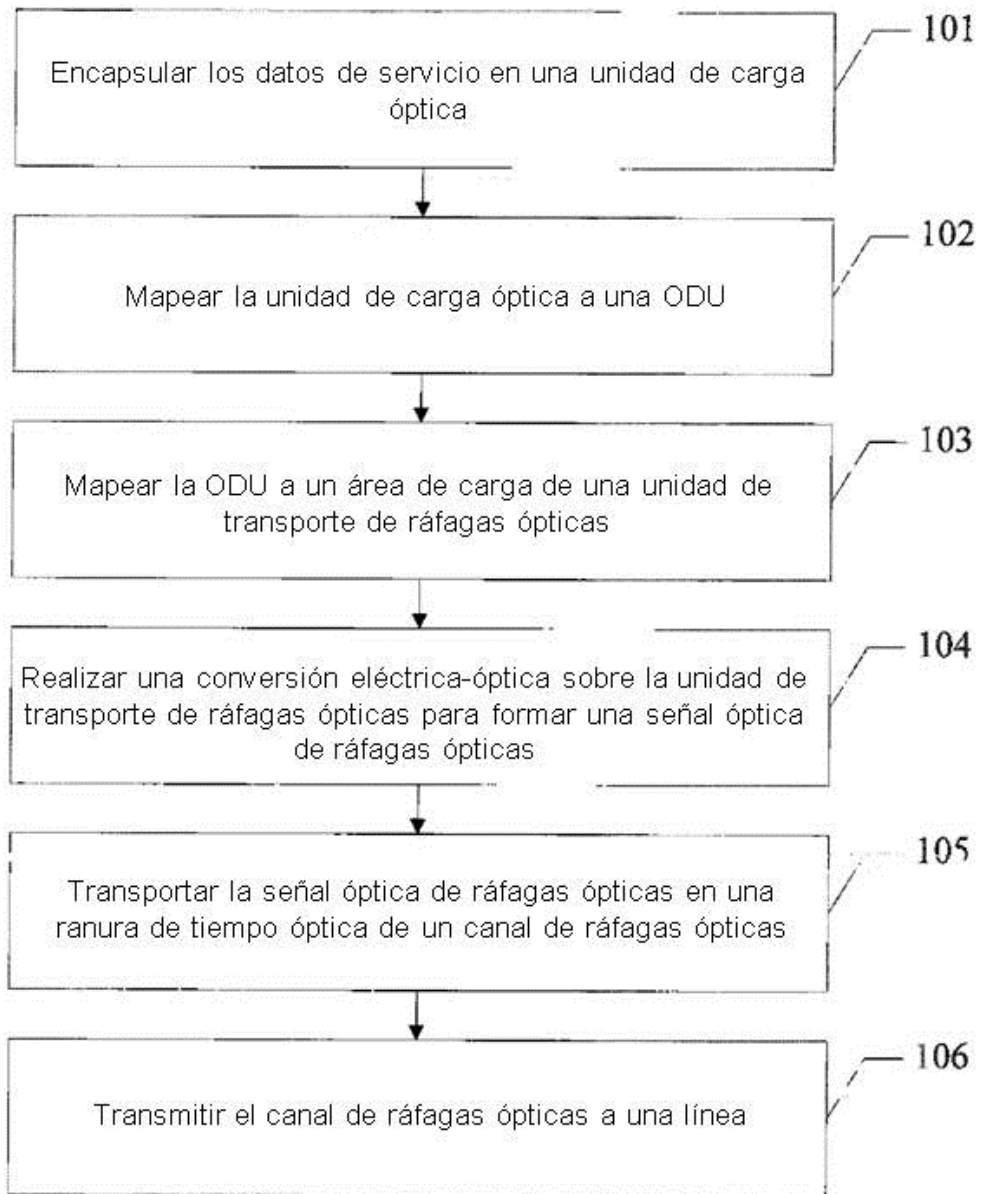 101
Encapsular los datos de servicio en una unidad de carga
óptica
102
Mapear la unidad de carga óptica a una ODU
103
Mapear la ODU a un área de carga de una unidad de
transporte de ráfagas ópticas
104
Realizar una conversión eléctrica-óptica sobre la unidad de
transporte de ráfagas ópticas para formar una señal óptica
de ráfagas ópticas
105
Transportar la señal óptica de ráfagas ópticas en una
ranura de tiempo óptica de un canal de ráfagas ópticas
106
Transmitir el canal de ráfagas ópticas a una línea